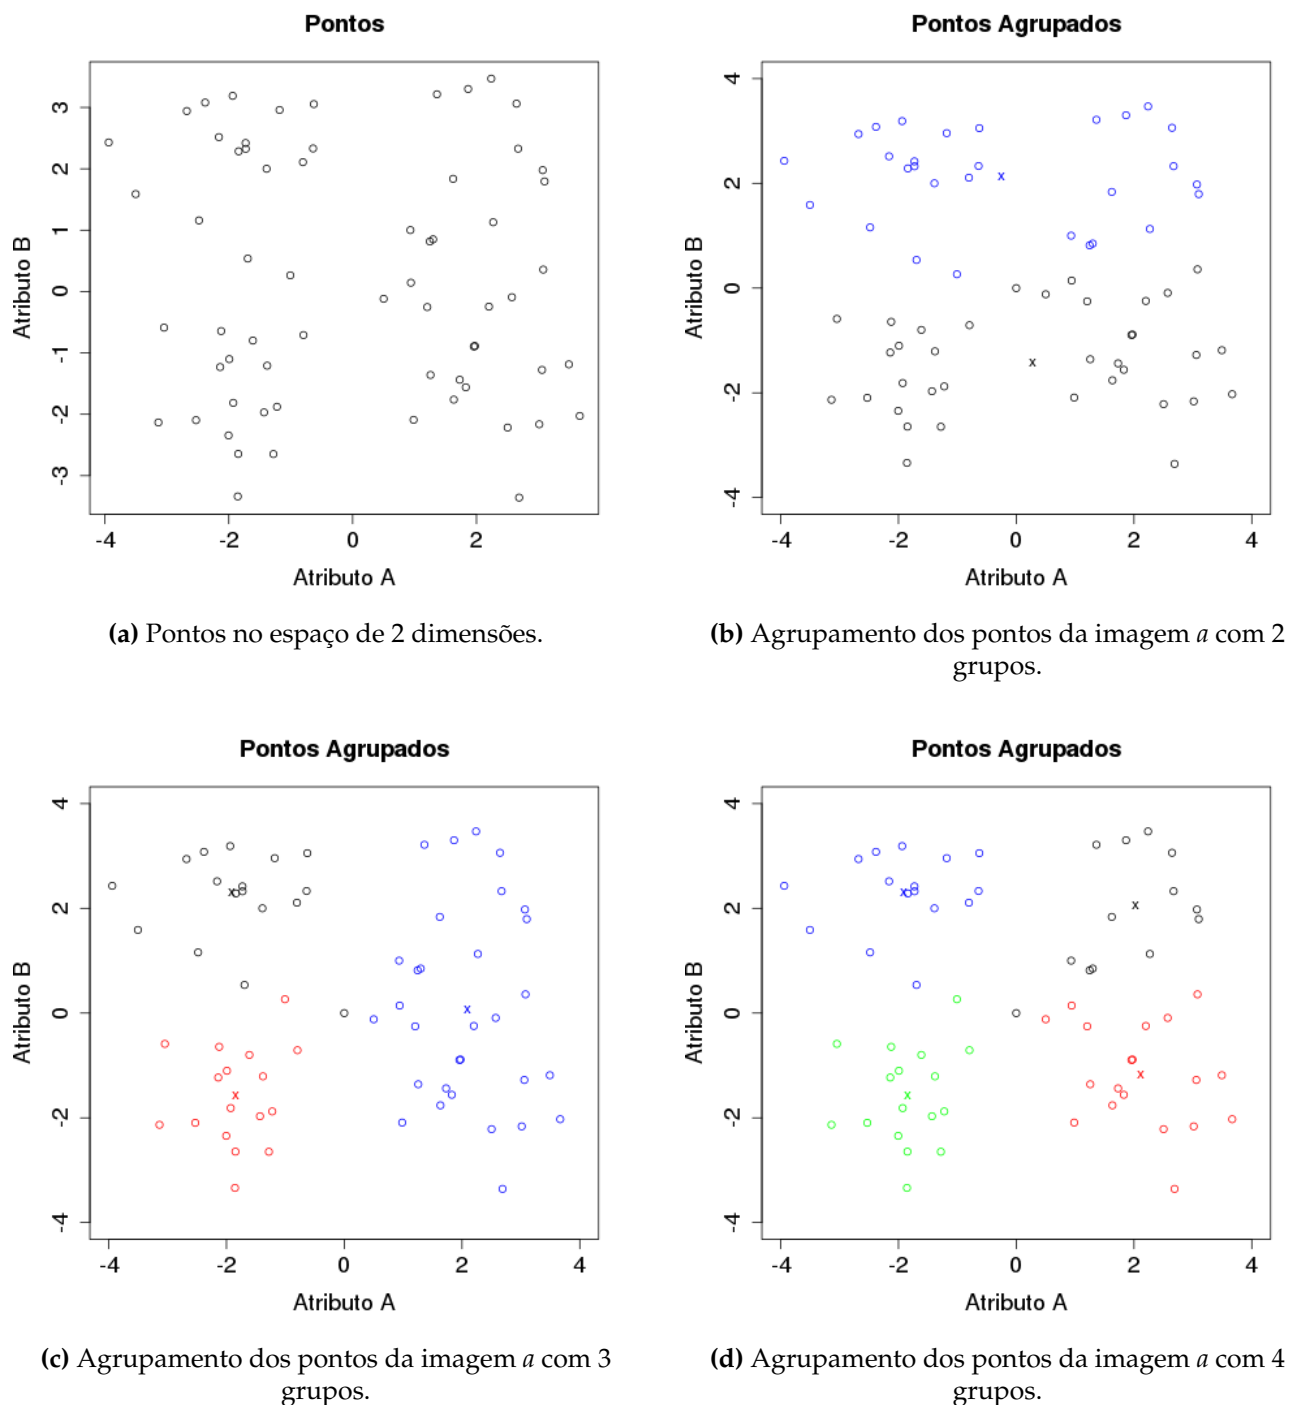 Pontos
Atributo B
3
2
1
0
-1
-2
-3
-4
-2
0
2
Atributo A
(a) Pontos no espaço de 2 dimensões.
Pontos Agrupados
Atributo B
4
2
0
-2
-4
x
x
-4
-2
0
2
4
Atributo A
(b) Agrupamento dos pontos da imagem a com 2
grupos.
Pontos Agrupados
Atributo B
4
2
0
-2
-4
x
x
x
-4
-2
0
2
4
Atributo A
(c) Agrupamento dos pontos da imagem a com 3
grupos.
Pontos Agrupados
Atributo B
4
2
0
-2
-4
x
x
x
x
-4
-2
0
2
4
Atributo A
(d) Agrupamento dos pontos da imagem a com 4
grupos.